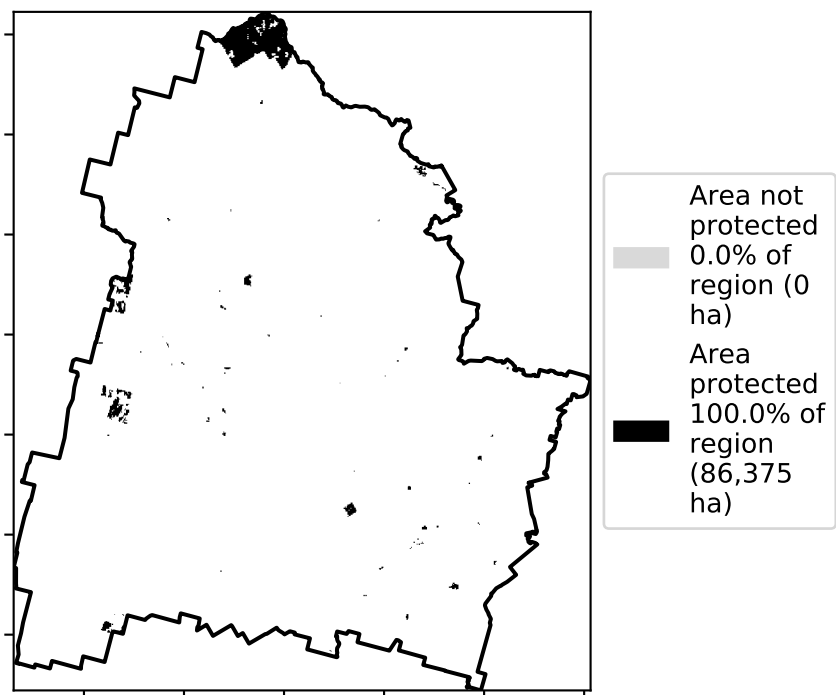 Area not
protected
0.0% of
region (0
ha)
Area
protected
100.0% of
region
(86,375
ha)